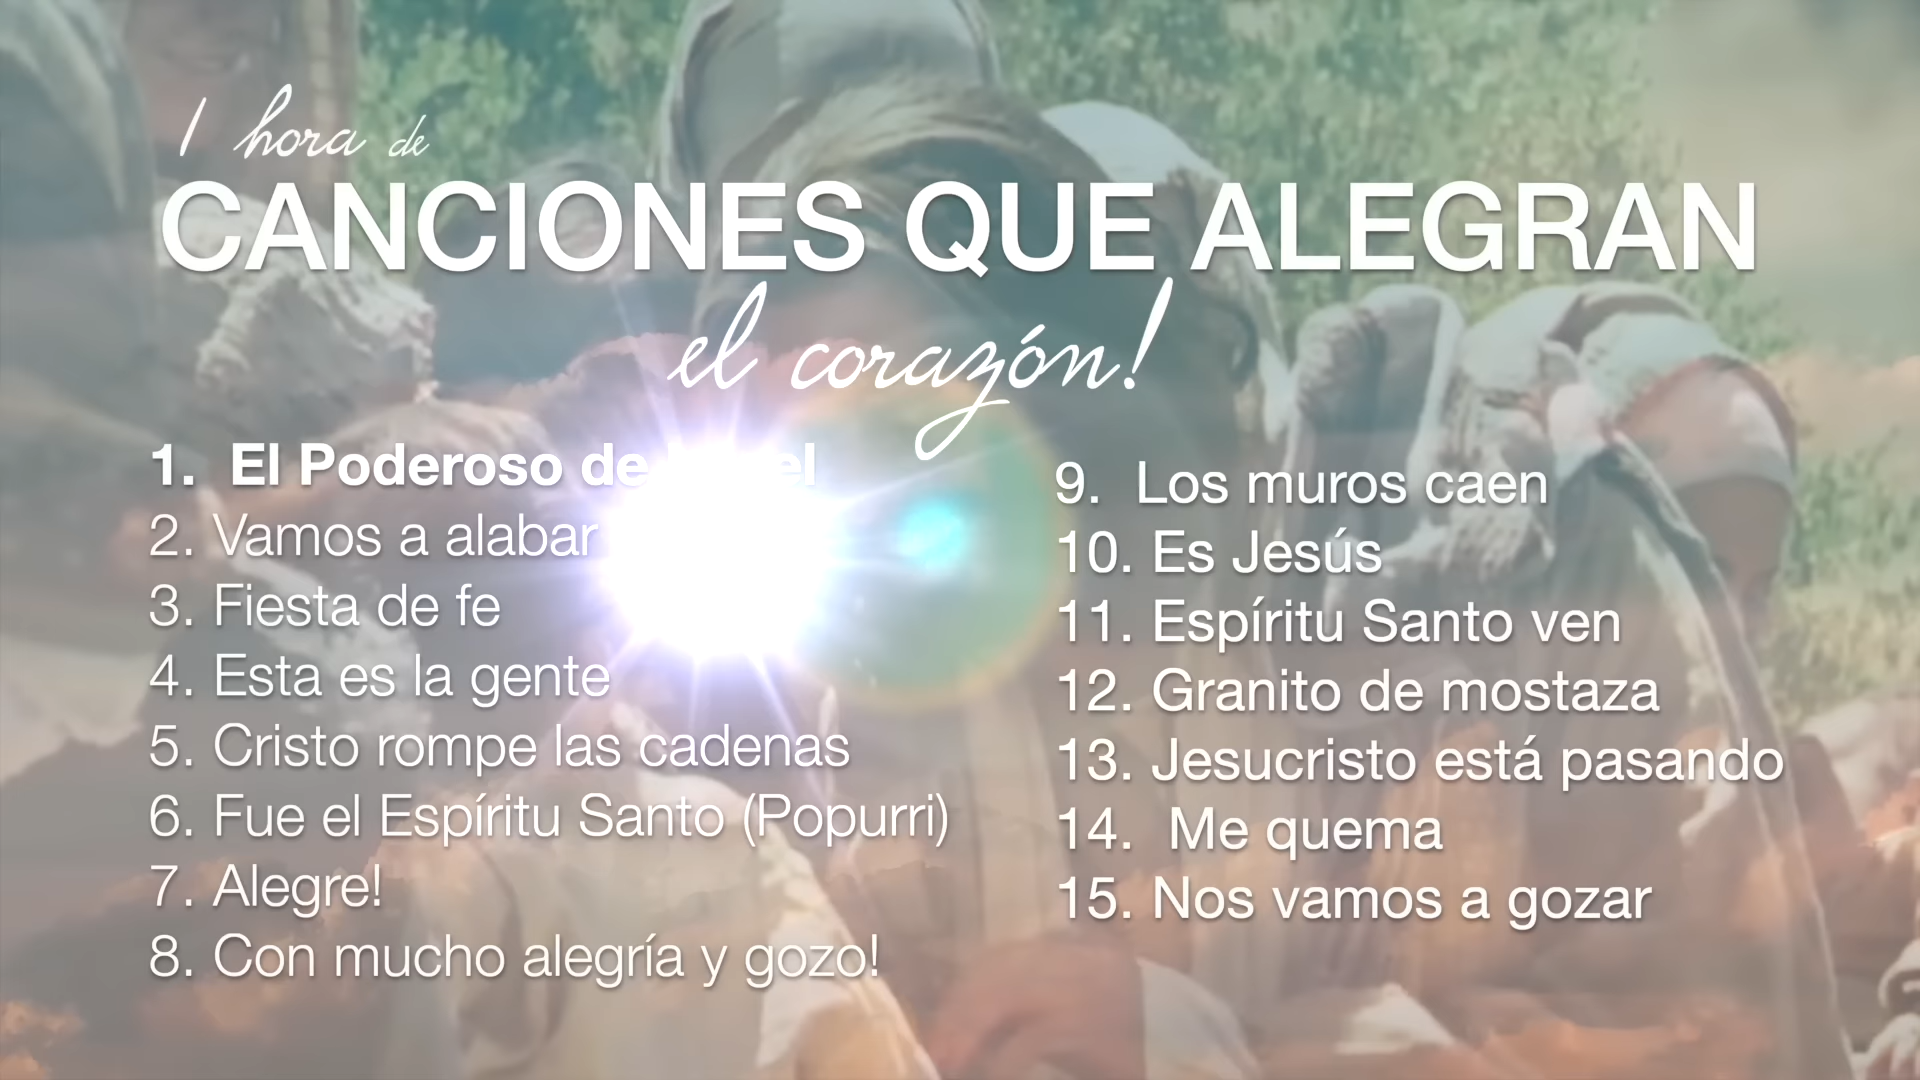 1 hora de
CANCIONES QUE ALEGRAN
el corazón!
1. El Poderoso de
2. Vamos a alabar
3. Fiesta de fe
4. Esta es la gente
5. Cristo rompe las cadenas
6. Fue el Espíritu Santo (Popurri)
7. Alegre!
8. Con mucho alegría y gozo!
9. Los muros caen
10. Es Jesús
11. Espíritu Santo ven
12. Granito de mostaza
13. Jesucristo está pasando
14. Me quema
15. Nos vamos a gozar